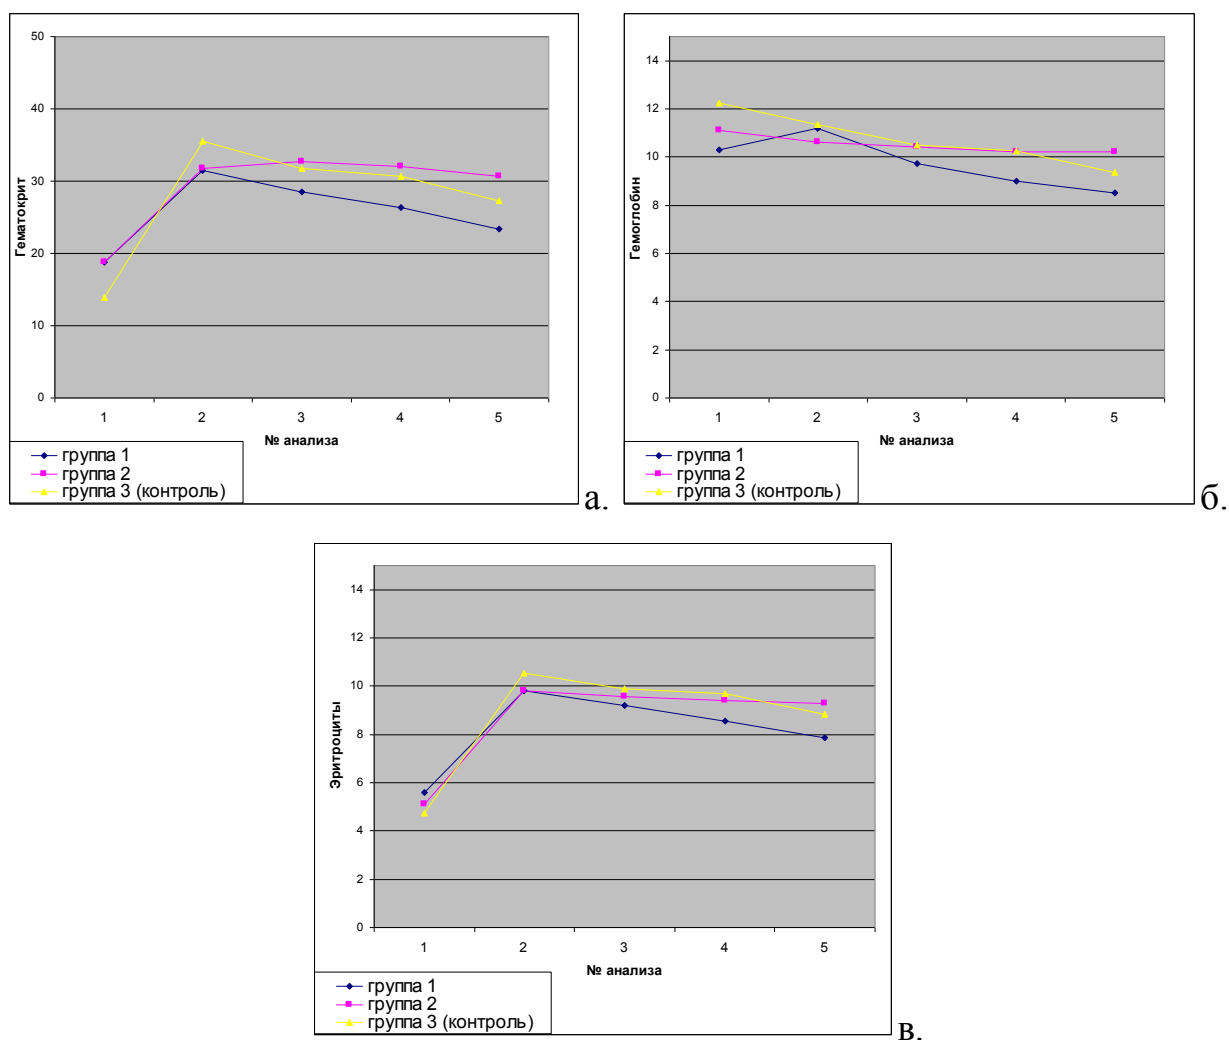 50
40
30
20
10
0
Гематокрит
1 2 3 4 5
№ анализа
группа 1
группа 2
группа 3 (контроль)
а.
14
12
10
8
6
4
2
0
Гемоглобин
1 2 3 4 5
№ анализа
группа 1
группа 2
группа 3 (контроль)
б.
14
12
10
8
6
4
2
0
Эритроциты
1 2 3 4 5
№ анализа
группа 1
группа 2
группа 3 (контроль)
в.